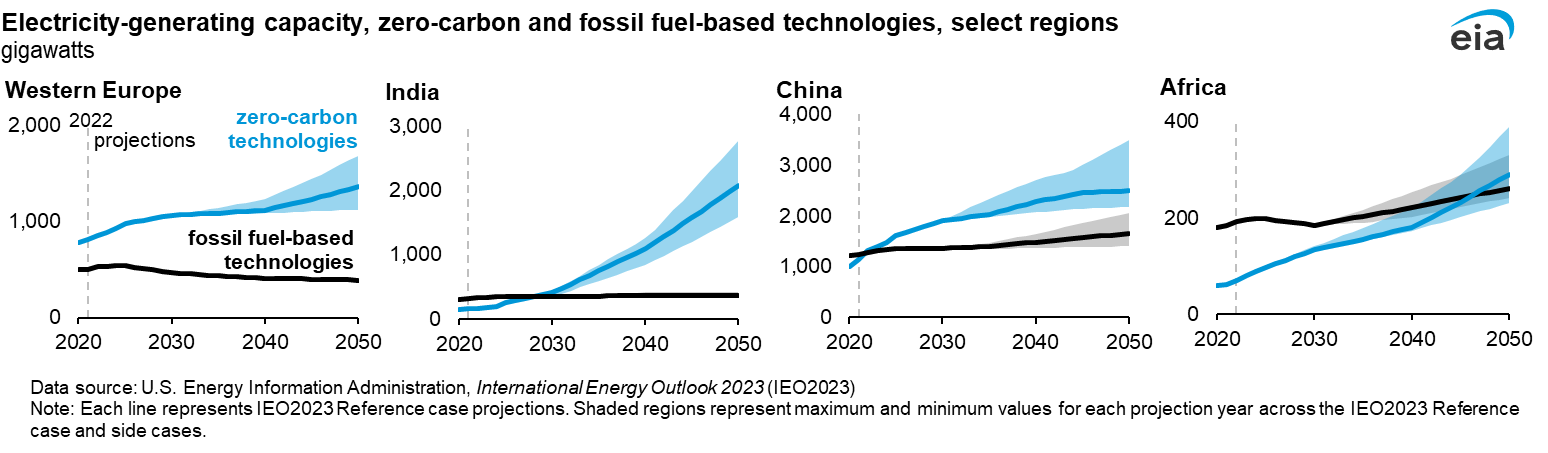 Electricity-generating capacity, zero-carbon and fossil fuel-based technologies, select regions
gigawatts
eia
Western Europe
2,000
1,000
0
2022
projections
zero-carbon
technologies
fossil fuel-based
technologies
2020 2030 2040 2050
India
3,000
2,000
1,000
0
2020 2030 2040 2050
China
4,000
3,000
2,000
1,000
0
2020 2030 2040 2050
Africa
400
200
0
2020 2030 2040 2050
Data source: U.S. Energy Information Administration, International Energy Outlook 2023 (IEO2023)
Note: Each line represents IEO2023 Reference case projections. Shaded regions represent maximum and minimum values for each projection year across the IEO2023 Reference
case and side cases.